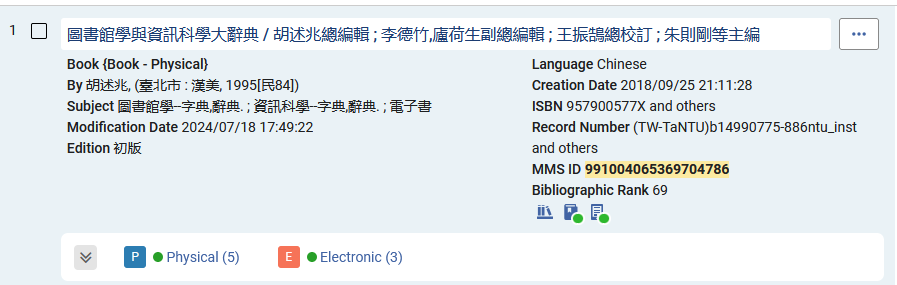 1
圖書館學與資訊科學大辭典 / 胡述兆總編輯 ; 李德竹,廬荷生副總編輯 ; 王振鵠總校訂 ; 朱則剛等主編
Book {Book - Physical}
By 胡述兆, (臺北市 : 漢美, 1995[民84])
Subject 圖書館學--字典,辭典. ; 資訊科學--字典,辭典. ; 電子書
Modification Date 2024/07/18 17:49:22
Edition 初版
Language Chinese
Creation Date 2018/09/25 21:11:28
ISBN 957900577X and others
Record Number (TW-TaNTU)b14990775-886ntu_inst
and others
MMS ID 991004065369704786
Bibliographic Rank 69
P Physical (5) E Electronic (3)